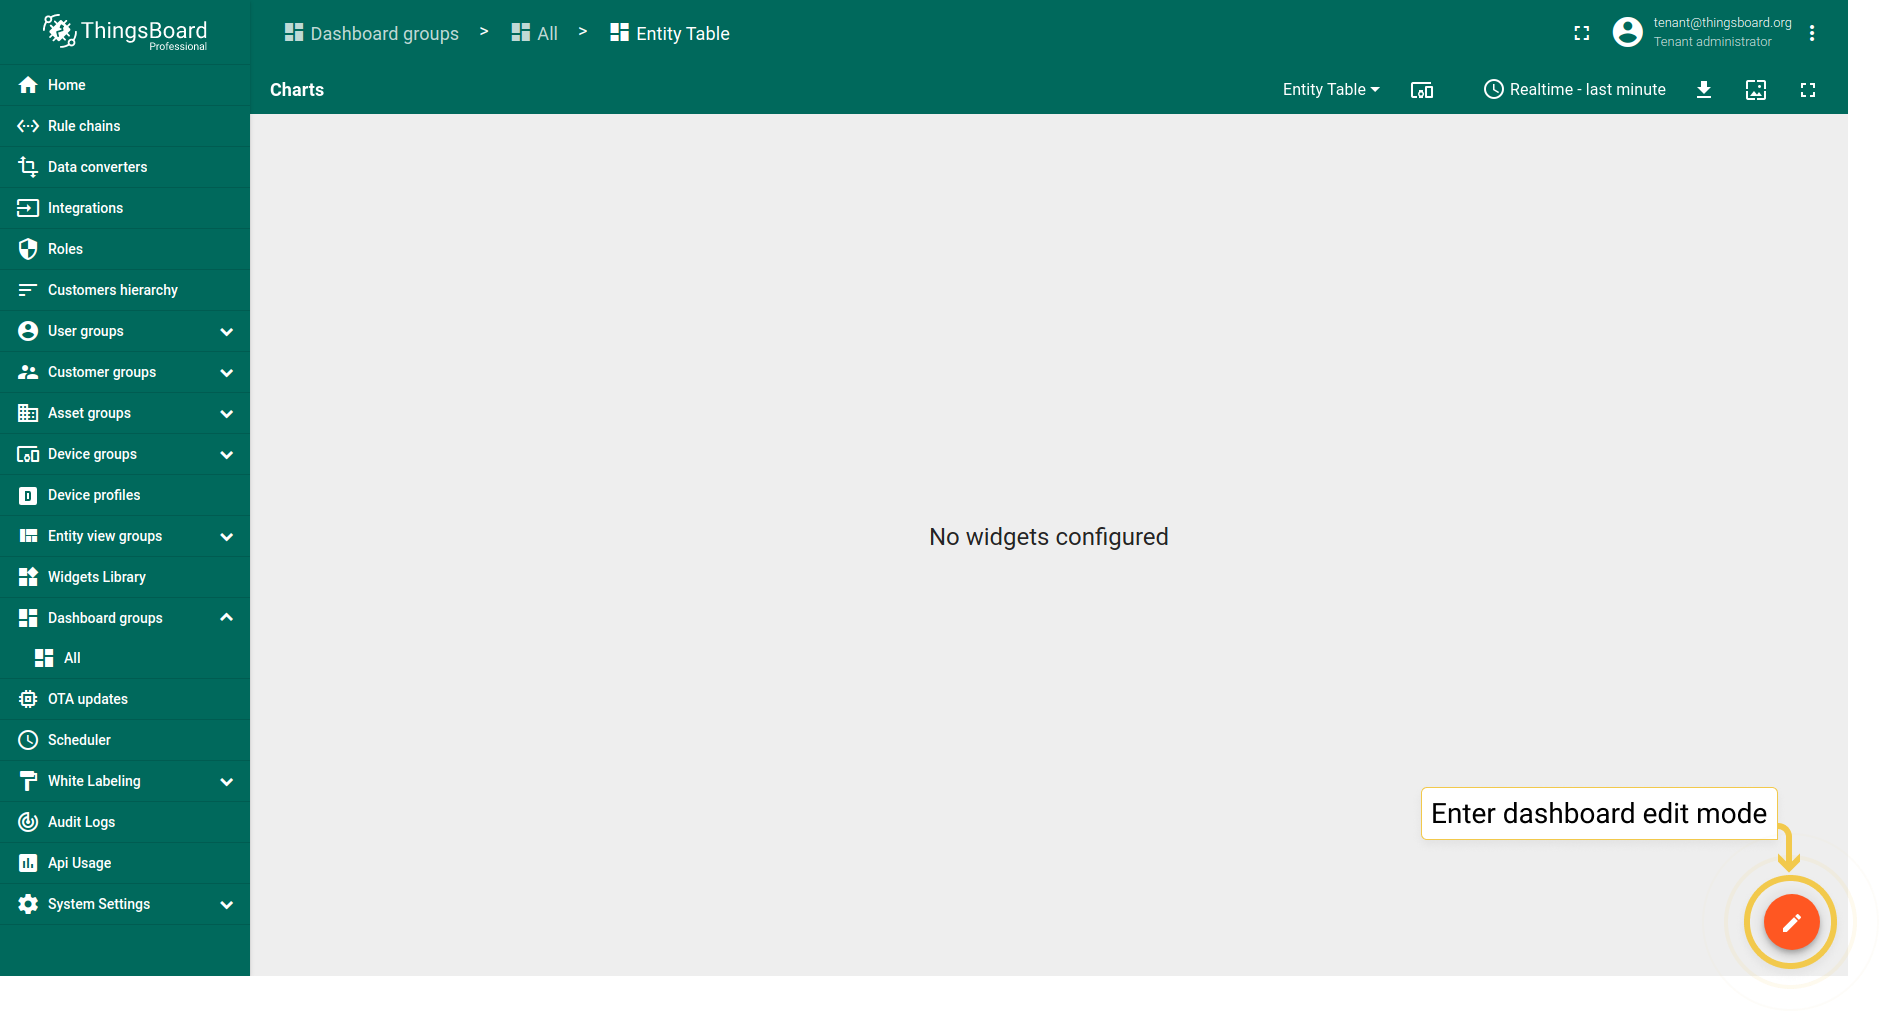 ThingsBoard
Professional
Dashboard groups > All > Entity Table
tenant@thingsboard.org
Tenant administrator
Charts
Entity Table
Realtime - last minute
Home
Rule chains
Data converters
Integrations
Roles
Customers hierarchy
User groups
Customer groups
Asset groups
Device groups
Device profiles
Entity view groups
Widgets Library
Dashboard groups
All
OTA updates
Scheduler
White Labeling
Audit Logs
Api Usage
System Settings
No widgets configured
Enter dashboard edit mode